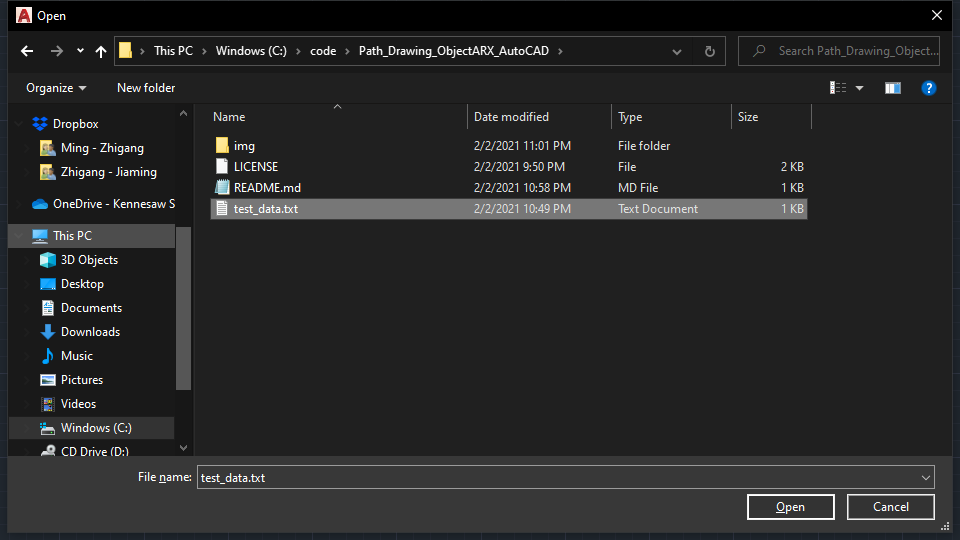 A Open
This PC > Windows (C:) > code > Path_Drawing_ObjectARX_AutoCAD >
Search Path_Drawing_Object...
Organize New folder
Name Date modified Type Size
Dropbox
Ming - Zhigang
Zhigang - Jiaming
OneDrive - Kennesaw S
This PC
3D Objects
Desktop
Documents
Downloads
Music
Pictures
Videos
Windows (C:)
CD Drive (D:)
img 2/2/2021 11:01 PM File folder
LICENSE 2/2/2021 9:50 PM File 2 KB
README.md 2/2/2021 10:58 PM MD File 1 KB
test_data.txt 2/2/2021 10:49 PM Text Document 1 KB
File name: test_data.txt
Open Cancel